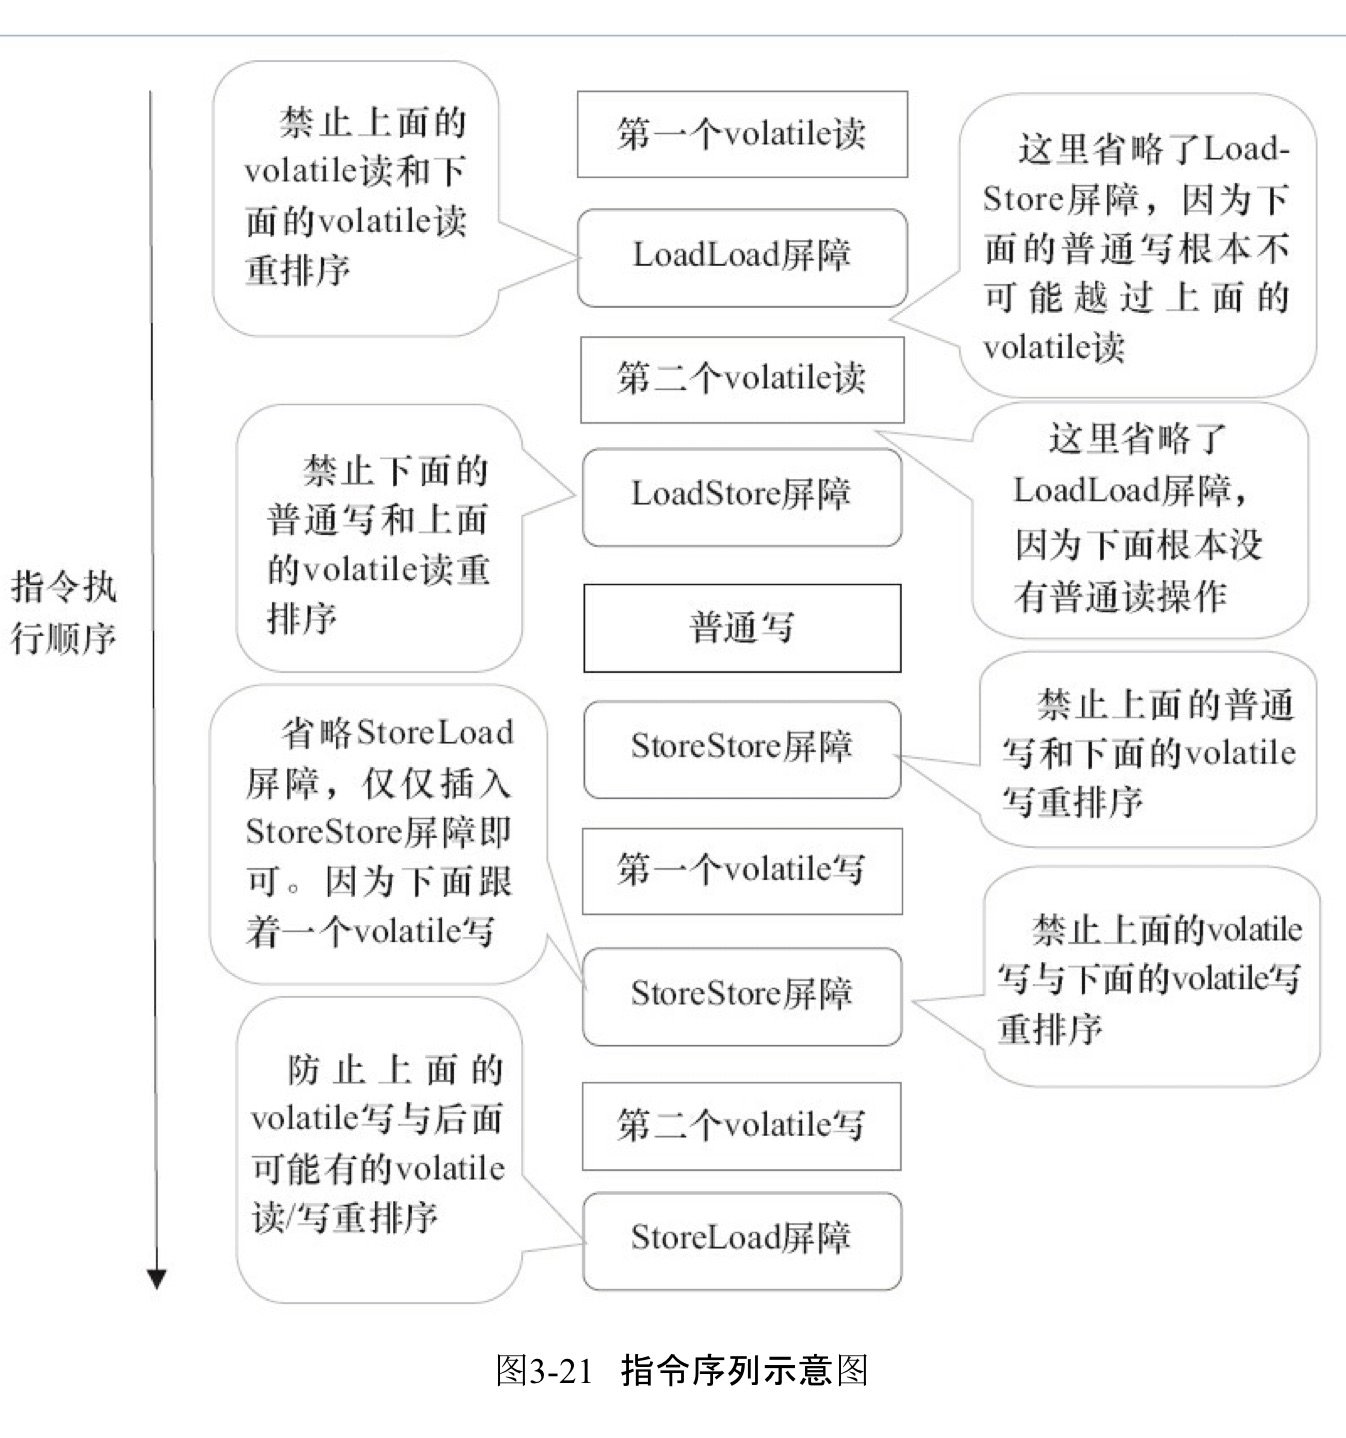 禁止上面的
volatile读和下
面的volatile读
重排序
第一个volatile读
LoadLoad屏障
这里省略了Load-
Store屏障，因为下
面的普通写根本不
可能越过上面的
volatile读
第二个volatile读
禁止下面的
普通写和上面
的volatile读重
排序
LoadStore屏障
这里省略了
LoadLoad屏障，
因为下面根本没
有普通读操作
指令执
行顺序
普通写
省略StoreLoad
屏障，仅仅插入
StoreStore屏障即
可。因为下面跟
着一个volatile写
StoreStore屏障
禁止上面的普通
写和下面的volatile
写重排序
第一个volatile写
StoreStore屏障
禁止上面的volatile
写与下面的volatile写
重排序
防止上面的
volatile写与后面
可能有的volatile
读/写重排序
第二个volatile写
StoreLoad屏障
图3-21 指令序列示意图